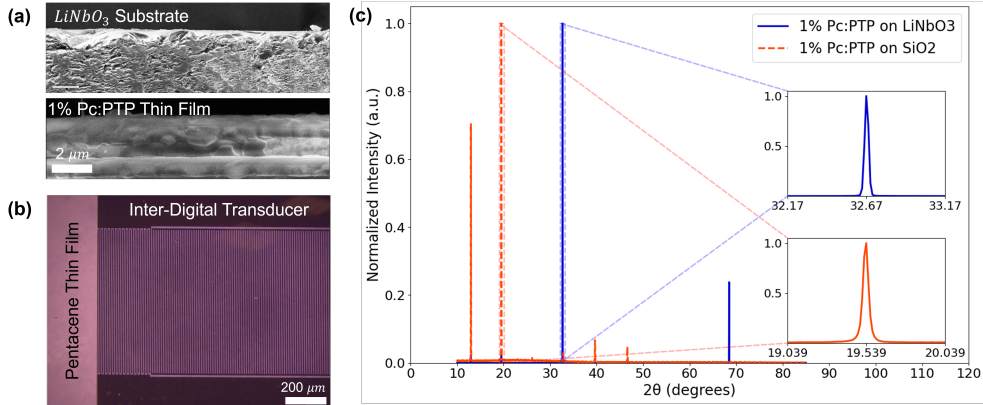 (a)
LiNbO₃ Substrate
1% Pc:PTP Thin Film
2 μm
(b)
Inter-Digital Transducer
Pentacene Thin Film
200 μm
(c)
1% Pc:PTP on LiNbO3
1% Pc:PTP on SiO2
Normalized Intensity (a.u.)
1.0
0.8
0.6
0.4
0.2
0.0
0 10 20 30 40 50 60 70 80 90 100 110 120
2θ (degrees)
1.0
0.5
32.17 32.67 33.17
1.0
0.5
19.039 19.539 20.039